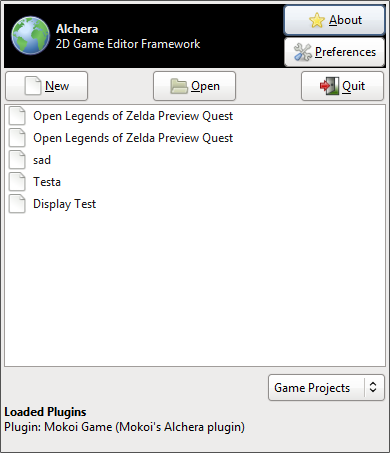 Alchera
2D Game Editor Framework
About
Preferences
New
Open
Quit
Open Legends of Zelda Preview Quest
Open Legends of Zelda Preview Quest
sad
Testa
Display Test
Game Projects
Loaded Plugins
Plugin: Mokoi Game (Mokoi's Alchera plugin)